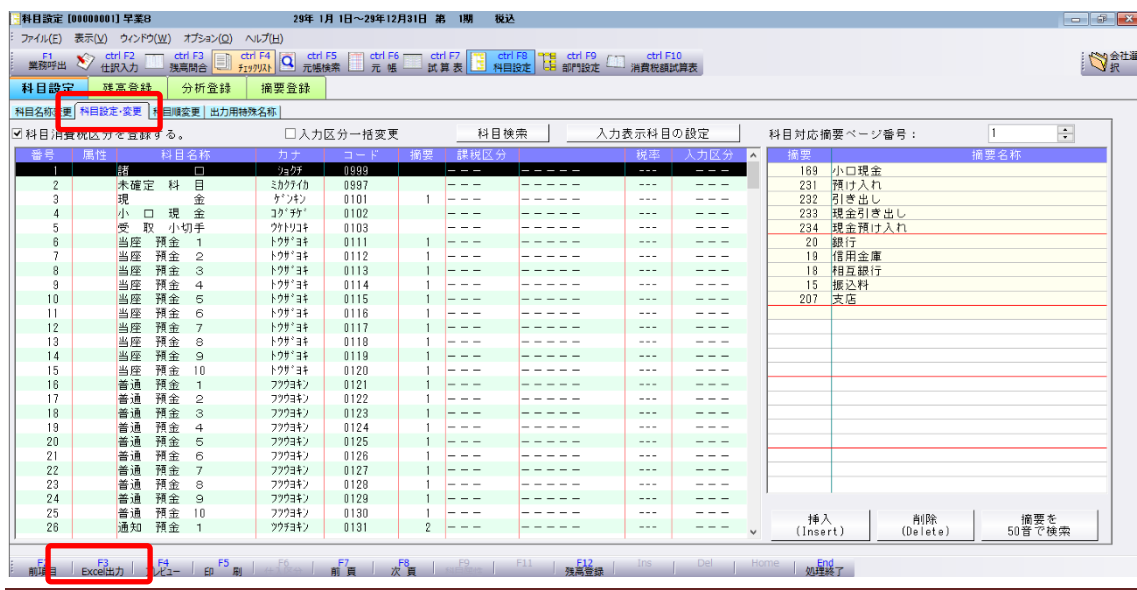 科目設定 [00000001] 早業8 29年 1月 1日～29年12月31日 第 1期 税込
ファイル(F) 表示(V) ウィンドウ(W) オプション(O) ヘルプ(H)
F1 業務呼出 ctrl F2 仕訳入力 ctrl F3 残高問合 ctrl F4 チェックリスト ctrl F5 元帳検索 ctrl F6 元 帳 ctrl F7 試 算 表 ctrl F8 科目設定 ctrl F9 部門設定 ctrl F10 消費税額試算表 会社選択
科目設定 残高登録 分析登録 摘要登録
科目名称変更 科目設定・変更 科目順変更 出力用特殊名称
科目消費税区分を登録する。 入力区分一括変更 科目検索 入力表示科目の設定 科目対応摘要ページ番号： 1
番号 属性 科目名称 カナ コード 摘要 課税区分 税率 入力区分 摘要 摘要名称
1 諸 口 ショクチ 0999 --- ----- --- --- 169 小口現金
2 未確定 科 目 ミカクテイカ 0997 --- ----- --- --- 231 預け入れ
3 現 金 ゲンキン 0101 1 --- ----- --- --- 232 引き出し
4 小 口 現 金 コグチゲ 0102 --- ----- --- --- 233 現金引き出し
5 受 取 小切手 ウケトリコギ 0103 --- ----- --- --- 234 現金預け入れ
6 当座 預金 1 トウザヨキ 0111 1 --- ----- --- --- 20 銀行
7 当座 預金 2 トウザヨキ 0112 1 --- ----- --- --- 19 信用金庫
8 当座 預金 3 トウザヨキ 0113 1 --- ----- --- --- 18 相互銀行
9 当座 預金 4 トウザヨキ 0114 1 --- ----- --- --- 15 振込料
10 当座 預金 5 トウザヨキ 0115 1 --- ----- --- --- 207 支店
11 当座 預金 6 トウザヨキ 0116 1 --- ----- --- ---
12 当座 預金 7 トウザヨキ 0117 1 --- ----- --- ---
13 当座 預金 8 トウザヨキ 0118 1 --- ----- --- ---
14 当座 預金 9 トウザヨキ 0119 1 --- ----- --- ---
15 当座 預金 10 トウザヨキ 0120 1 --- ----- --- ---
16 普通 預金 1 フツウヨキン 0121 1 --- ----- --- ---
17 普通 預金 2 フツウヨキン 0122 1 --- ----- --- ---
18 普通 預金 3 フツウヨキン 0123 1 --- ----- --- ---
19 普通 預金 4 フツウヨキン 0124 1 --- ----- --- ---
20 普通 預金 5 フツウヨキン 0125 1 --- ----- --- ---
21 普通 預金 6 フツウヨキン 0126 1 --- ----- --- ---
22 普通 預金 7 フツウヨキン 0127 1 --- ----- --- ---
23 普通 預金 8 フツウヨキン 0128 1 --- ----- --- ---
24 普通 預金 9 フツウヨキン 0129 1 --- ----- --- ---
25 普通 預金 10 フツウヨキン 0130 1 --- ----- --- ---
26 通知 預金 1 ツウチヨキン 0131 2 --- ----- --- ---
挿入 (Insert) 削除 (Delete) 摘要を 50音で検索
F2 前項目 F3 Excel出力 F4 プレビュー F5 印 刷 F6 F7 前 頁 F8 次 頁 F9 F11 F12 残高登録 Ins Del Home End 処理終了